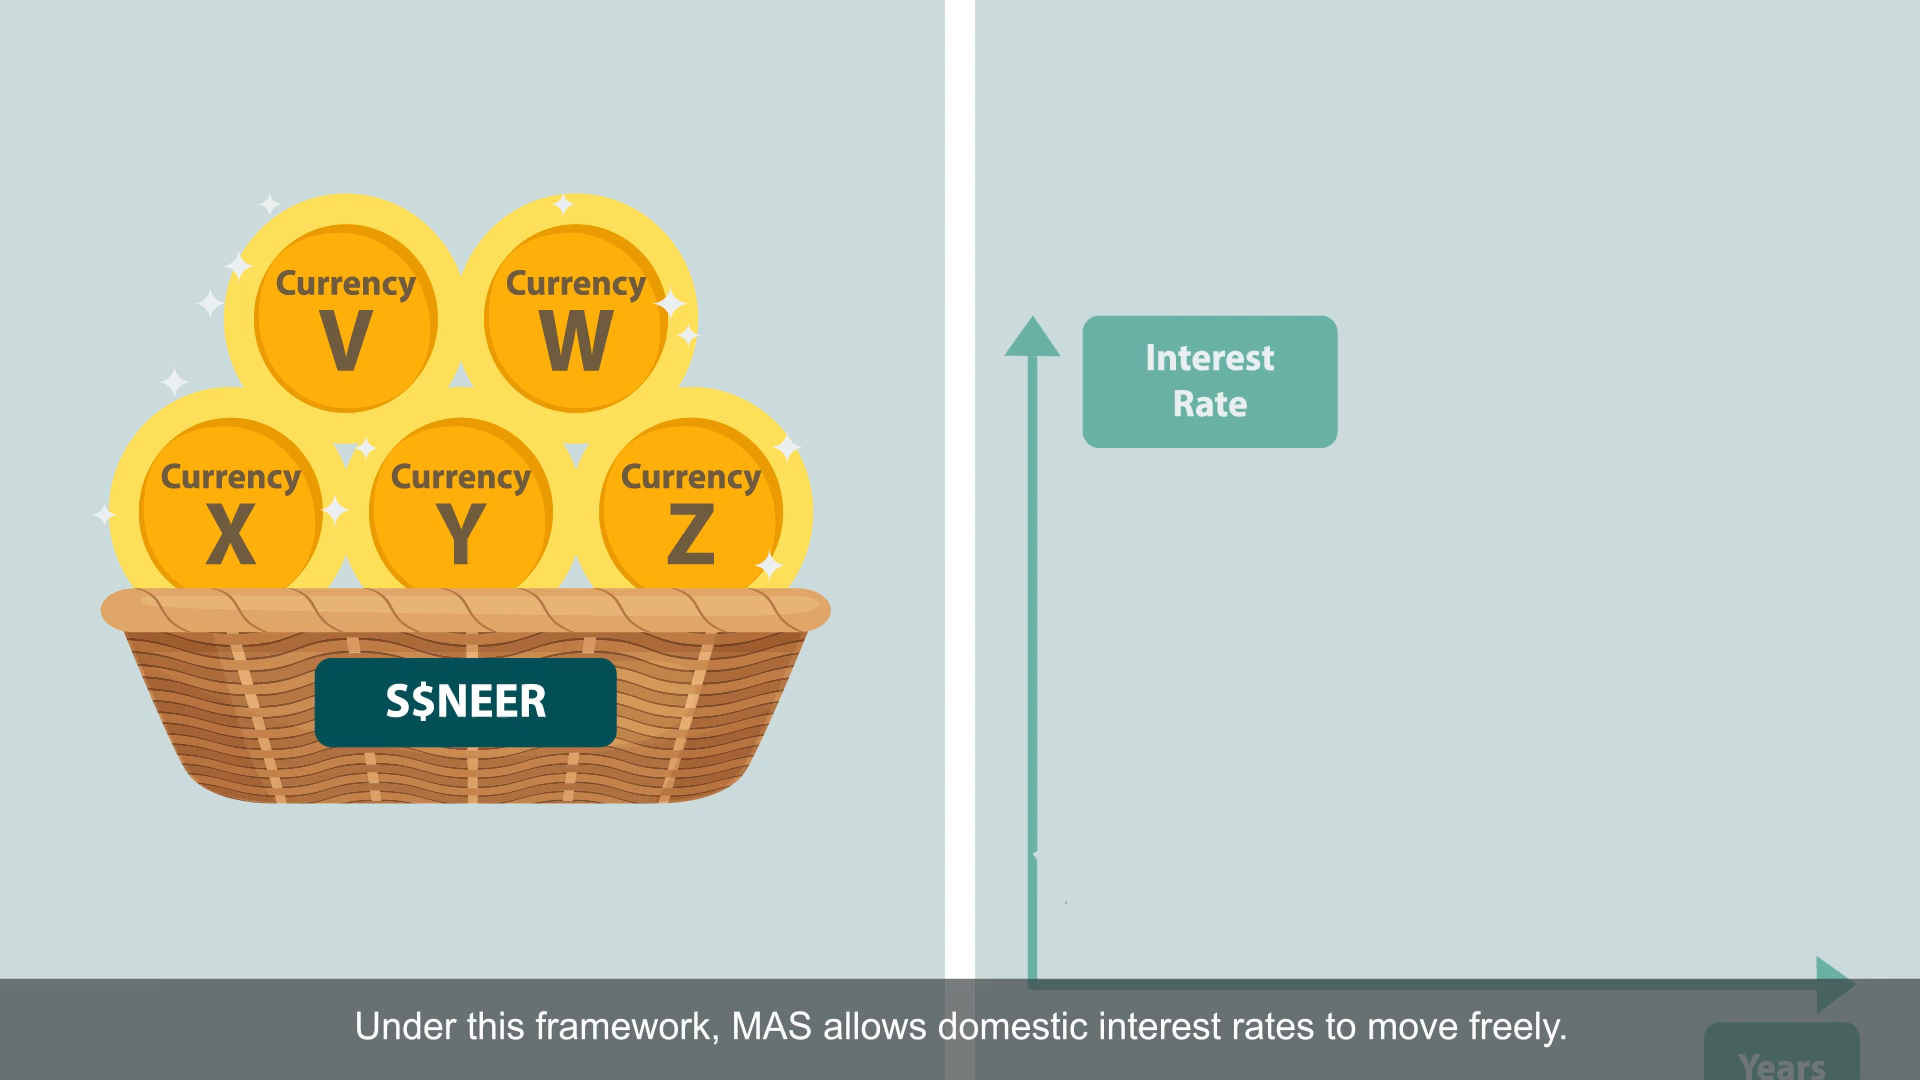 Currency
V
Currency
W
Currency
X
Currency
Y
Currency
Z
S$NEER
Interest
Rate
Under this framework, MAS allows domestic interest rates to move freely.
Years